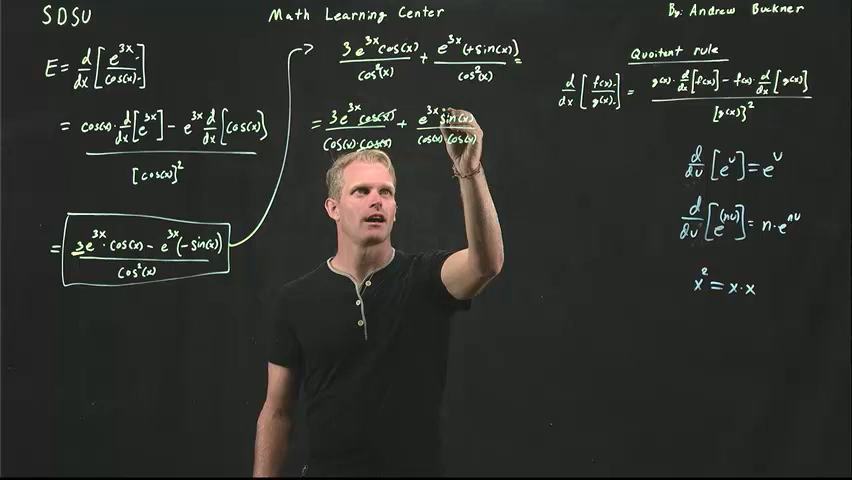 SDSU
Math Learning Center
By: Andrew Buckner
E = d/dx [e^3x / cos(x)]
= cos(x) · d/dx [e^3x] − e^3x d/dx [cos(x)] / [cos(x)]^2
= 3e^3x · cos(x) − e^3x (−sin(x)) / cos^2(x)
3e^3x cos(x) / cos^2(x) + e^3x (+sin(x)) / cos^2(x) =
= 3e^3x cos(x) / cos(x) · cos(x) + e^3x sin(x) / cos(x) · cos(x)
Quoitent rule
d/dx [f(x) / g(x)] = g(x) · d/dx [f(x)] − f(x) · d/dx [g(x)] / [g(x)]^2
d/du [e^u] = e^u
d/du [e^(nu)] = n · e^nu
x^2 = x · x